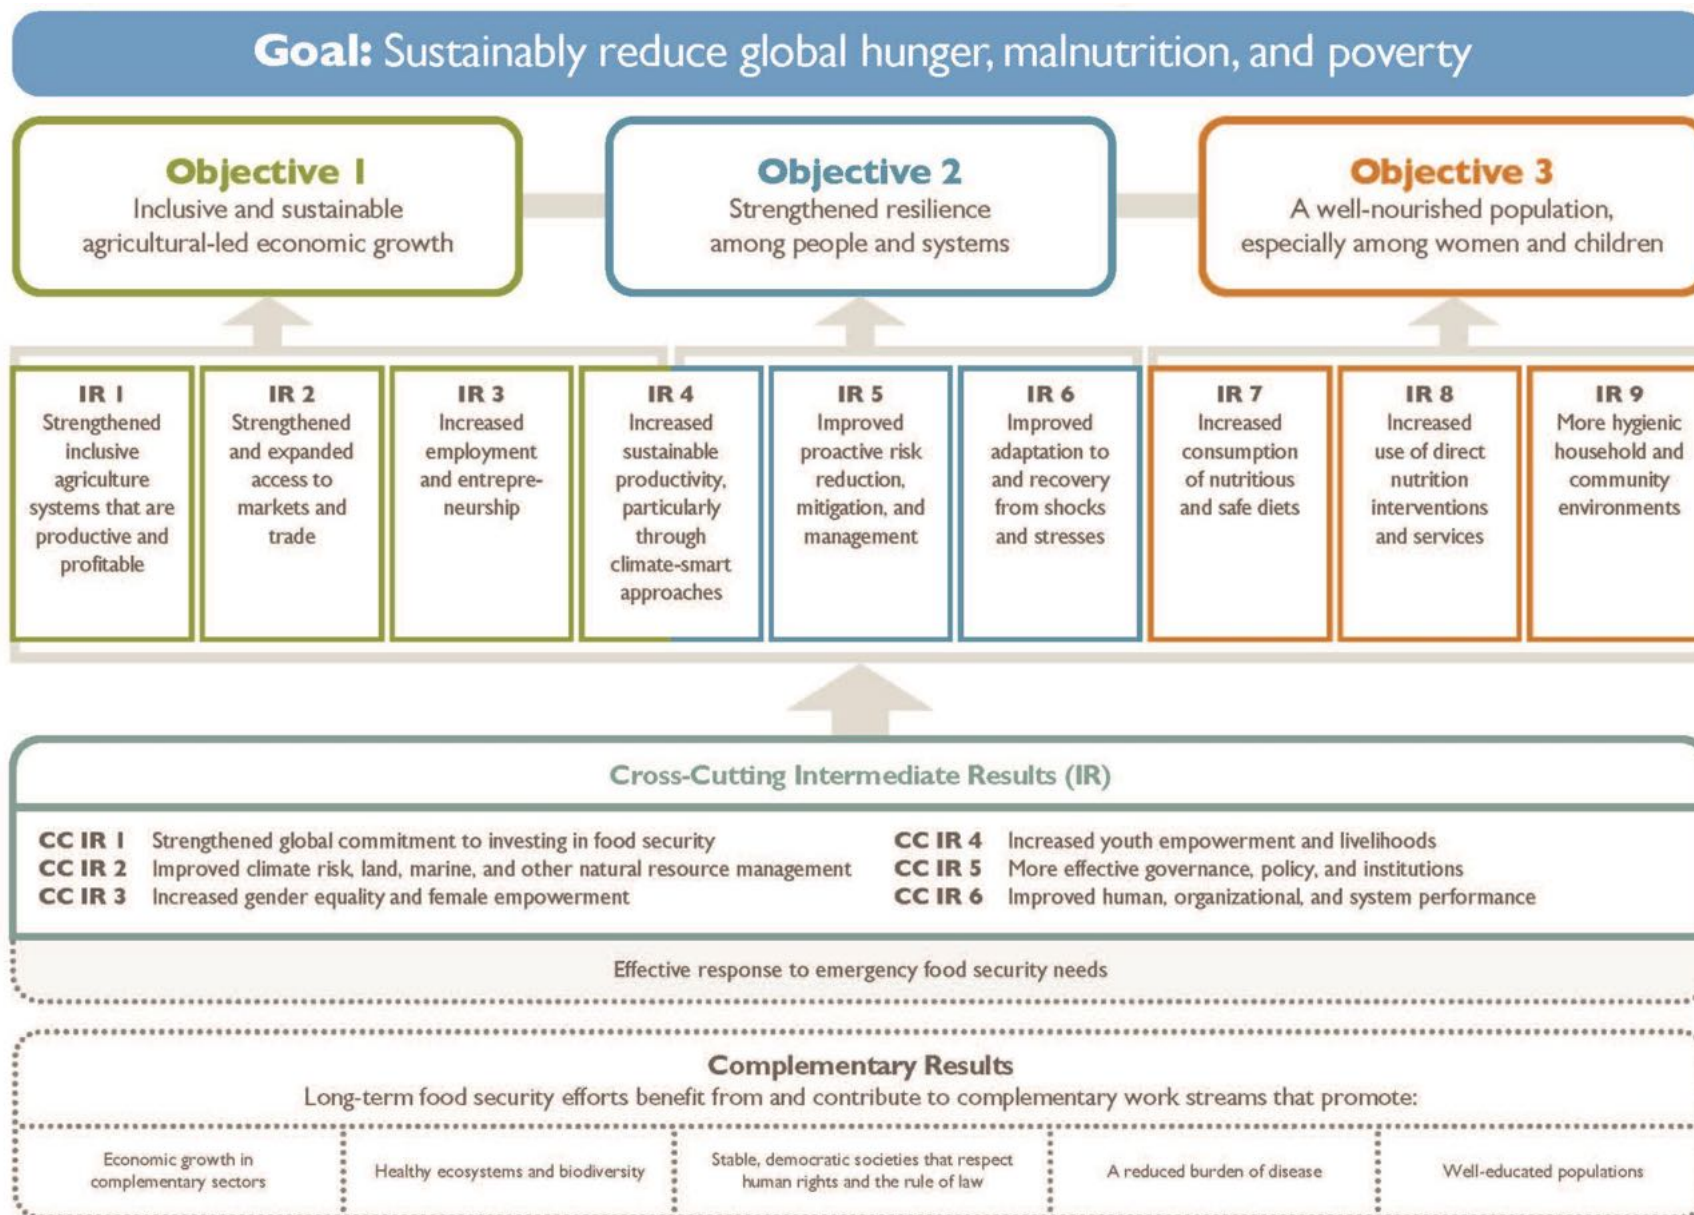 Goal: Sustainably reduce global hunger, malnutrition, and poverty
Objective 1
Inclusive and sustainable
agricultural-led economic growth
Objective 2
Strengthened resilience
among people and systems
Objective 3
A well-nourished population,
especially among women and children
IR 1
Strengthened
inclusive
agriculture
systems that are
productive and
profitable
IR 2
Strengthened
and expanded
access to
markets and
trade
IR 3
Increased
employment
and entrepre-
neurship
IR 4
Increased
sustainable
productivity,
particularly
through
climate-smart
approaches
IR 5
Improved
proactive risk
reduction,
mitigation, and
management
IR 6
Improved
adaptation to
and recovery
from shocks
and stresses
IR 7
Increased
consumption
of nutritious
and safe diets
IR 8
Increased
use of direct
nutrition
interventions
and services
IR 9
More hygienic
household and
community
environments
Cross-Cutting Intermediate Results (IR)
CC IR 1 Strengthened global commitment to investing in food security
CC IR 2 Improved climate risk, land, marine, and other natural resource management
CC IR 3 Increased gender equality and female empowerment
CC IR 4 Increased youth empowerment and livelihoods
CC IR 5 More effective governance, policy, and institutions
CC IR 6 Improved human, organizational, and system performance
Effective response to emergency food security needs
Complementary Results
Long-term food security efforts benefit from and contribute to complementary work streams that promote:
Economic growth in
complementary sectors
Healthy ecosystems and biodiversity
Stable, democratic societies that respect
human rights and the rule of law
A reduced burden of disease
Well-educated populations